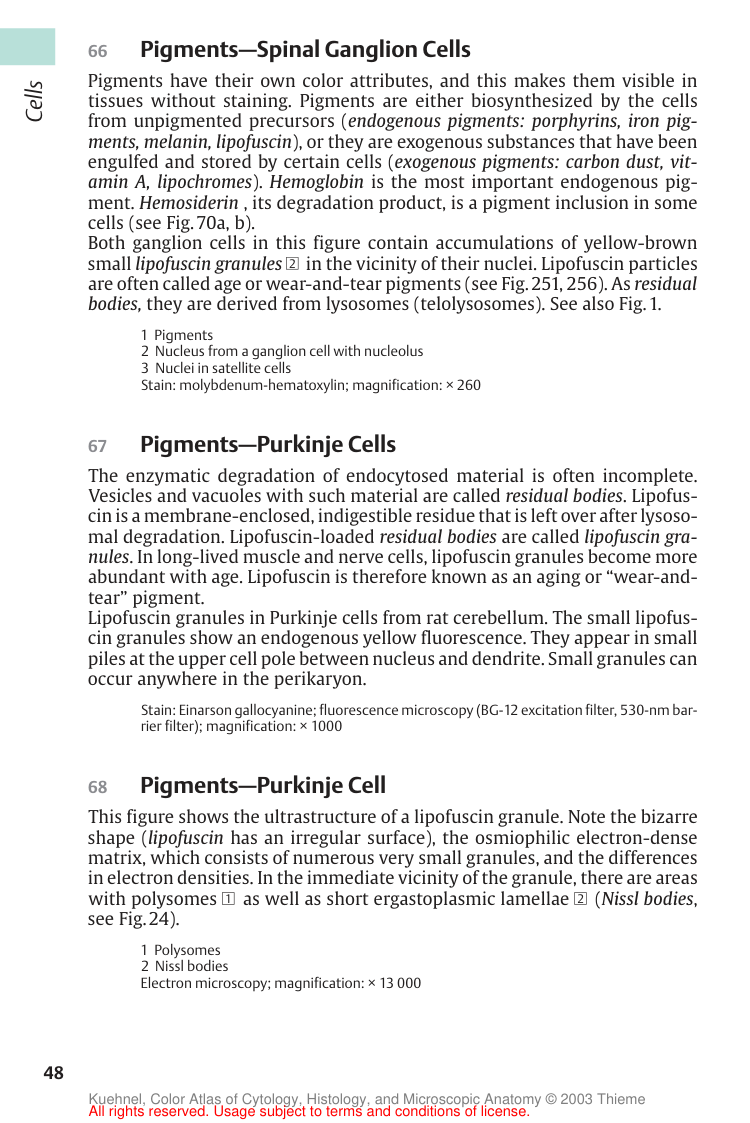 66 Pigments—Spinal Ganglion Cells
Cells
Pigments have their own color attributes, and this makes them visible in
tissues without staining. Pigments are either biosynthesized by the cells
from unpigmented precursors (endogenous pigments: porphyrins, iron pig-
ments, melanin, lipofuscin), or they are exogenous substances that have been
engulfed and stored by certain cells (exogenous pigments: carbon dust, vit-
amin A, lipochromes). Hemoglobin is the most important endogenous pig-
ment. Hemosiderin , its degradation product, is a pigment inclusion in some
cells (see Fig. 70a, b).
Both ganglion cells in this figure contain accumulations of yellow-brown
small lipofuscin granules 2 in the vicinity of their nuclei. Lipofuscin particles
are often called age or wear-and-tear pigments (see Fig. 251, 256). As residual
bodies, they are derived from lysosomes (telolysosomes). See also Fig. 1.
1 Pigments
2 Nucleus from a ganglion cell with nucleolus
3 Nuclei in satellite cells
Stain: molybdenum-hematoxylin; magnification: × 260
67 Pigments—Purkinje Cells
The enzymatic degradation of endocytosed material is often incomplete.
Vesicles and vacuoles with such material are called residual bodies. Lipofus-
cin is a membrane-enclosed, indigestible residue that is left over after lysoso-
mal degradation. Lipofuscin-loaded residual bodies are called lipofuscin gra-
nules. In long-lived muscle and nerve cells, lipofuscin granules become more
abundant with age. Lipofuscin is therefore known as an aging or “wear-and-
tear” pigment.
Lipofuscin granules in Purkinje cells from rat cerebellum. The small lipofus-
cin granules show an endogenous yellow fluorescence. They appear in small
piles at the upper cell pole between nucleus and dendrite. Small granules can
occur anywhere in the perikaryon.
Stain: Einarson gallocyanine; fluorescence microscopy (BG-12 excitation filter, 530-nm bar-
rier filter); magnification: × 1000
68 Pigments—Purkinje Cell
This figure shows the ultrastructure of a lipofuscin granule. Note the bizarre
shape (lipofuscin has an irregular surface), the osmiophilic electron-dense
matrix, which consists of numerous very small granules, and the differences
in electron densities. In the immediate vicinity of the granule, there are areas
with polysomes 1 as well as short ergastoplasmic lamellae 2 (Nissl bodies,
see Fig. 24).
1 Polysomes
2 Nissl bodies
Electron microscopy; magnification: × 13 000
48
Kuehnel, Color Atlas of Cytology, Histology, and Microscopic Anatomy © 2003 Thieme
All rights reserved. Usage subject to terms and conditions of license.